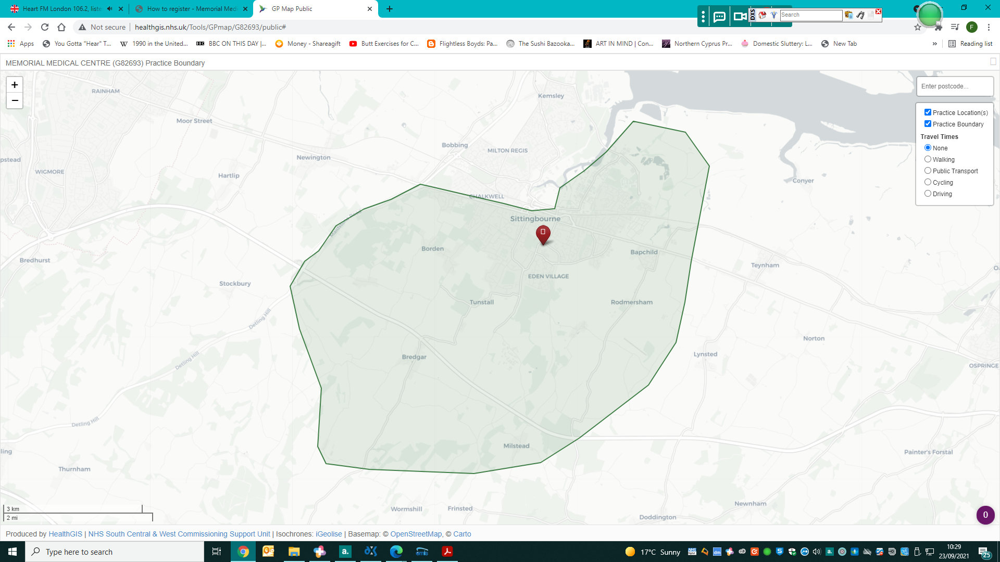 Heart FM London 106.2, liste
How to register - Memorial Medi
GP Map Public
DXS
Search
Not secure
healthgis.nhs.uk/Tools/GPmap/G82693/public#
F
Apps
You Gotta "Hear" T...
W
1990 in the United...
BBC
BBC ON THIS DAY |...
Money - Shareagift
Butt Exercises for C...
Flightless Boyds: Pa...
The Sushi Bazooka...
ART IN MIND | Con...
Northern Cyprus Pr...
Domestic Sluttery: L...
New Tab
»
Reading list
MEMORIAL MEDICAL CENTRE (G82693) Practice Boundary
+
−
Enter postcode...
Practice Location(s)
Practice Boundary
Travel Times
None
Walking
Public Transport
Cycling
Driving
RAINHAM
Kemsley
Moor Street
Bobbing
MILTON REGIS
Newington
pstead
WIGMORE
Hartlip
Conyer
CHALKWELL
Maidstone Road
Sittingbourne
Borden
Bapchild
Bredhurst
Teynham
O
EDEN VILLAGE
Stockbury
Tunstall
Rodmersham
Detling Hill
Norton
Bredgar
Lynsted
Detling Hill
OSPRINGE
Detling Hill
Milstead
ling
Painter's Forstal
Thurnham
Wormshill
Frinsted
Newnham
Doddington
3 km
2 mi
0
Produced by HealthGIS | NHS South Central & West Commissioning Support Unit | Isochrones: iGeolise | Basemap: © OpenStreetMap, © Carto
Type here to search
a.
17°C Sunny
dm
a.
10:29
23/09/2021
25